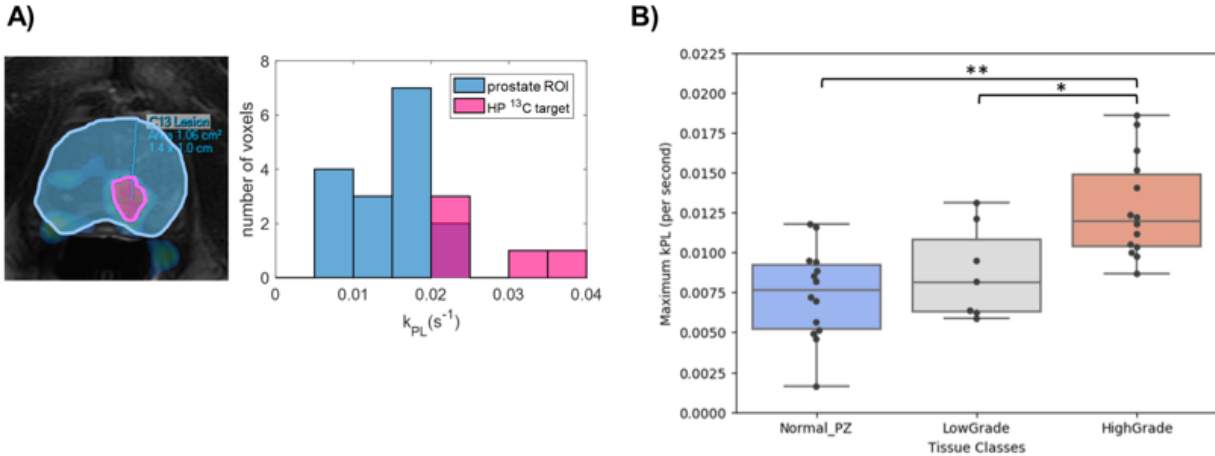 A)
C13 Lesion
Area 1.06 cm²
1.4 x 1.0 cm
8
6
4
2
0
number of voxels
prostate ROI
HP ¹³C target
0 0.01 0.02 0.03 0.04
kPL(s⁻¹)
B)
0.0225
0.0200
0.0175
0.0150
0.0125
0.0100
0.0075
0.0050
0.0025
0.0000
Maximum kPL (per second)
**
*
Normal_PZ LowGrade HighGrade
Tissue Classes